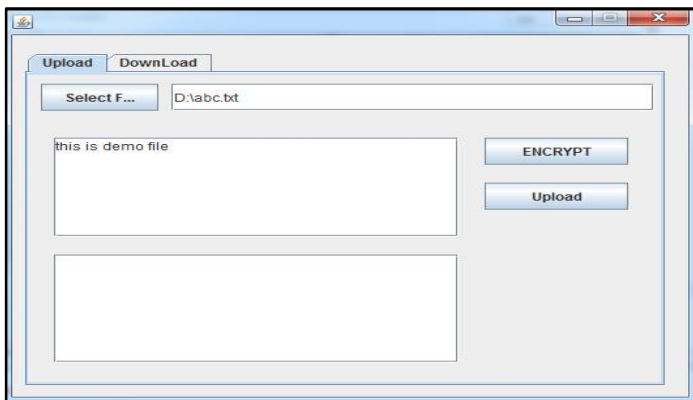 Upload DownLoad
Select F... D:\abc.txt
this is demo file
ENCRYPT
Upload